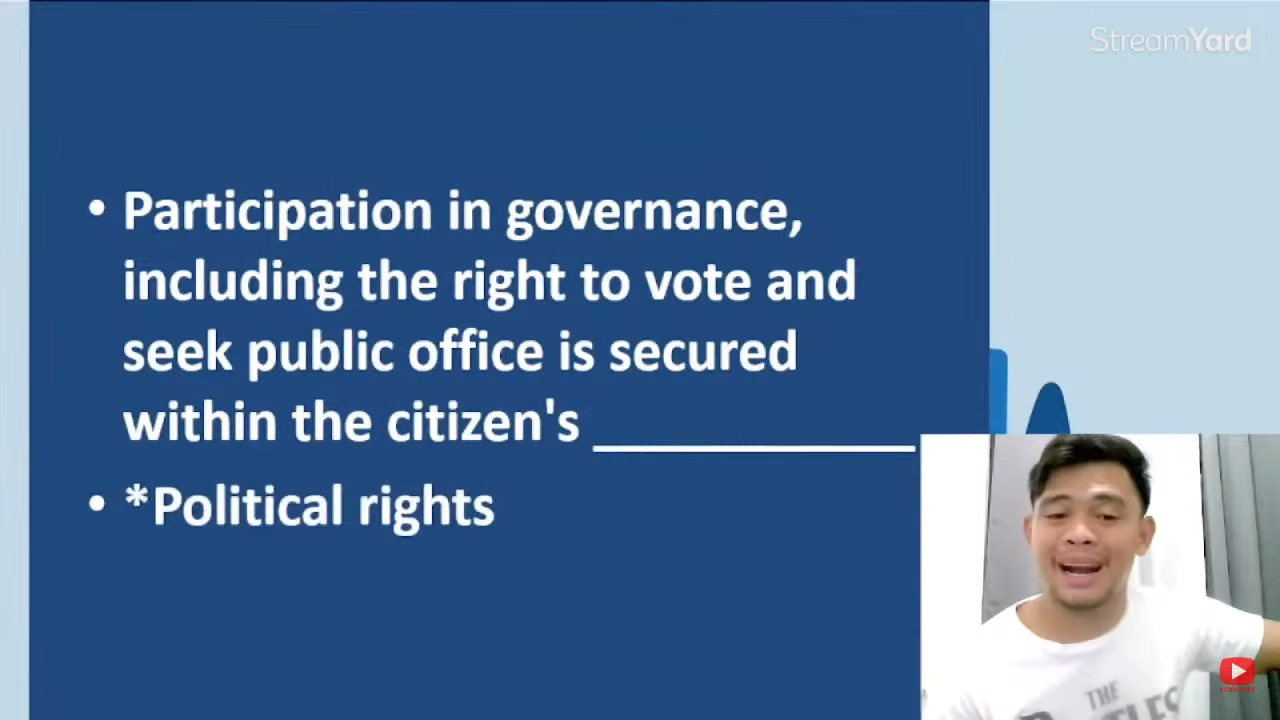 StreamYard
• Participation in governance,
including the right to vote and
seek public office is secured
within the citizen's ____________
• *Political rights
THE